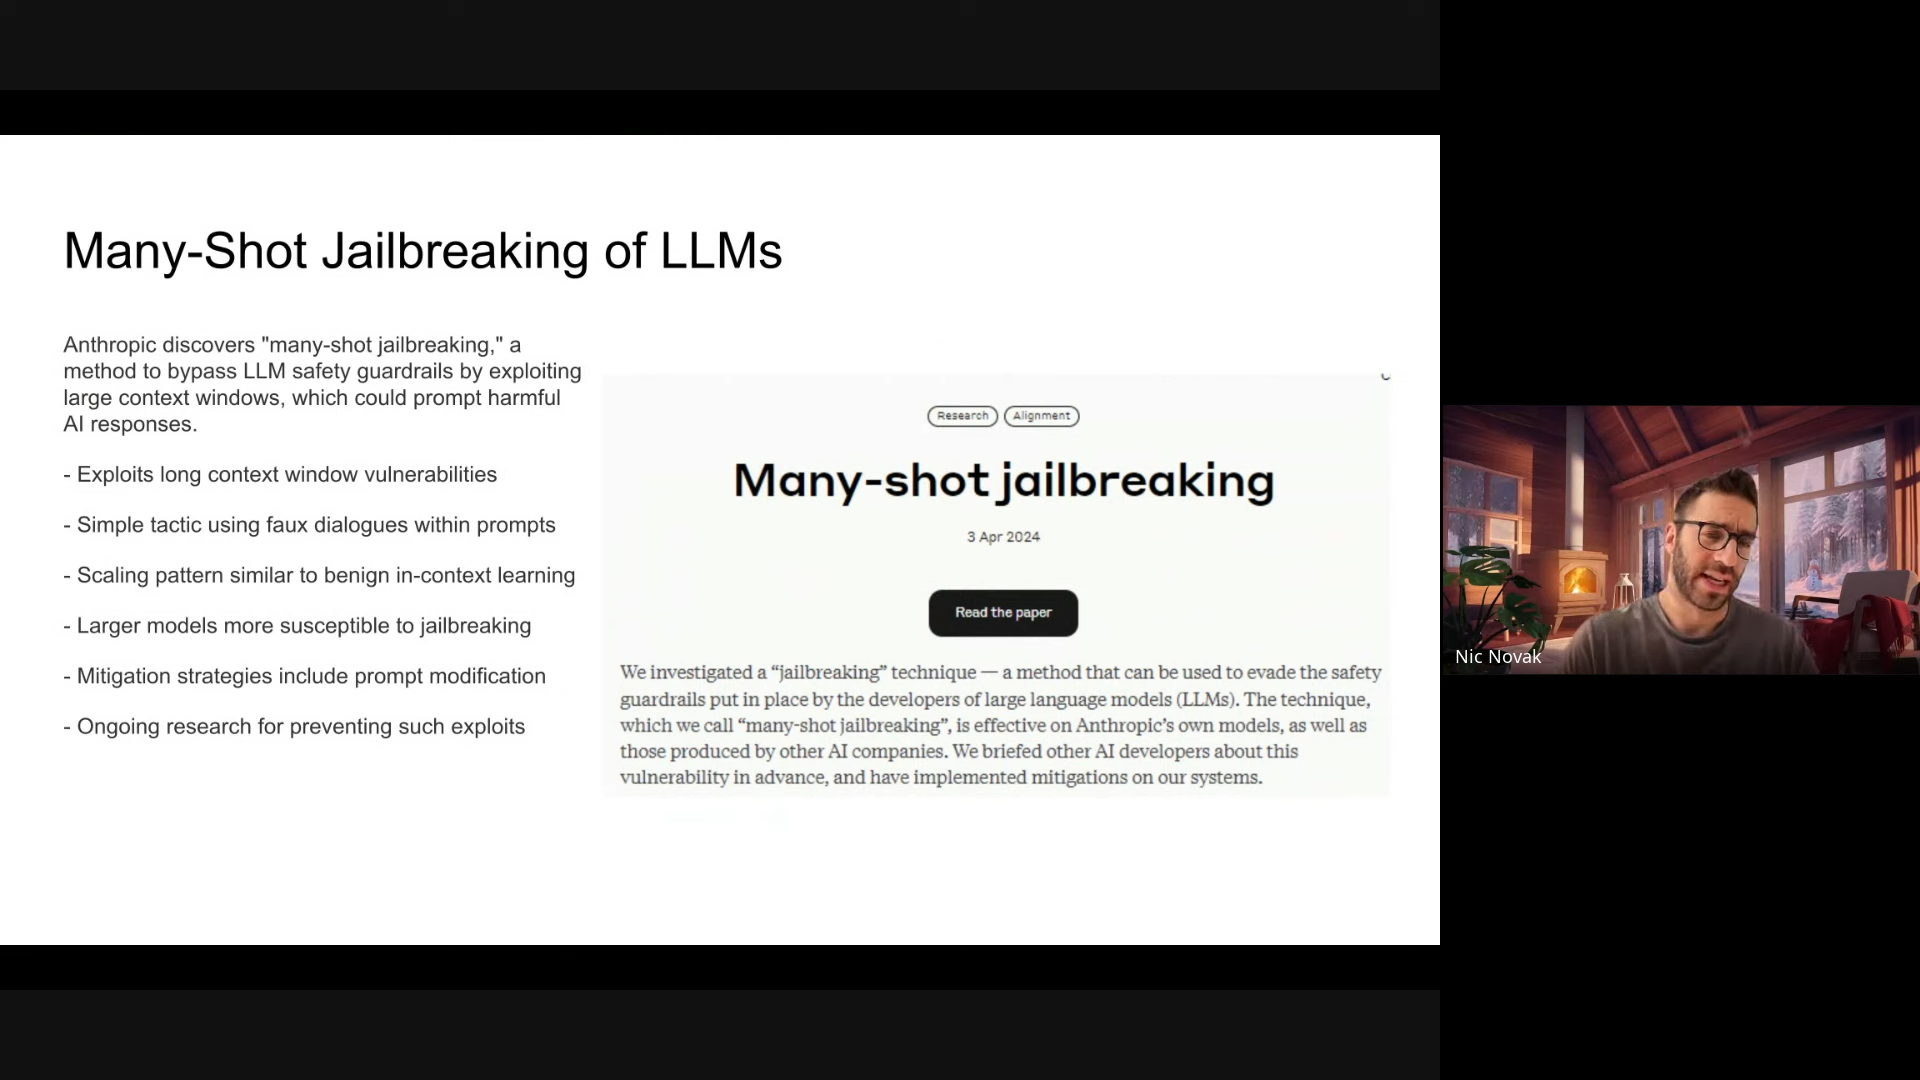 Many-Shot Jailbreaking of LLMs
Anthropic discovers "many-shot jailbreaking," a
method to bypass LLM safety guardrails by exploiting
large context windows, which could prompt harmful
AI responses.
- Exploits long context window vulnerabilities
- Simple tactic using faux dialogues within prompts
- Scaling pattern similar to benign in-context learning
- Larger models more susceptible to jailbreaking
- Mitigation strategies include prompt modification
- Ongoing research for preventing such exploits
Research Alignment
Many-shot jailbreaking
3 Apr 2024
Read the paper
We investigated a “jailbreaking” technique — a method that can be used to evade the safety
guardrails put in place by the developers of large language models (LLMs). The technique,
which we call “many-shot jailbreaking”, is effective on Anthropic’s own models, as well as
those produced by other AI companies. We briefed other AI developers about this
vulnerability in advance, and have implemented mitigations on our systems.
Nic Novak